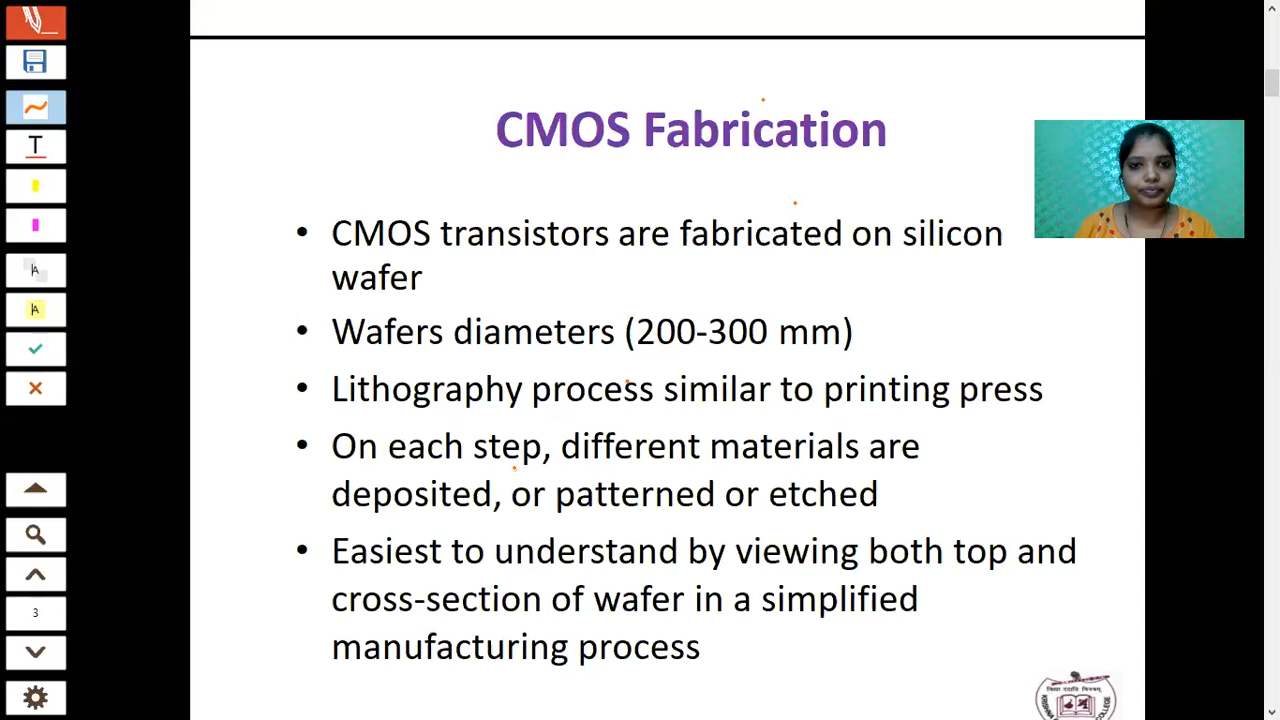 CMOS Fabrication
• CMOS transistors are fabricated on silicon
wafer
• Wafers diameters (200-300 mm)
• Lithography process similar to printing press
• On each step, different materials are
deposited, or patterned or etched
• Easiest to understand by viewing both top and
cross-section of wafer in a simplified
manufacturing process
T
A
A
3